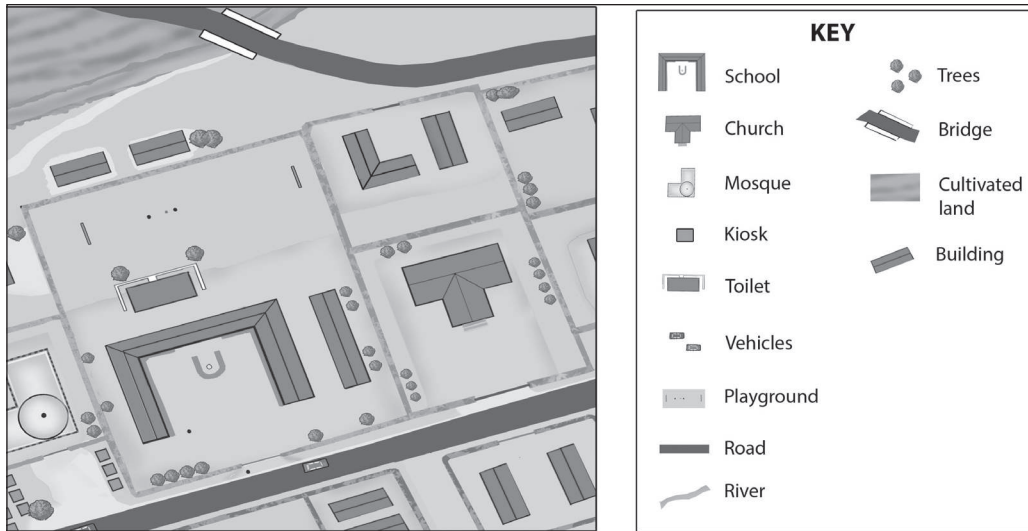 KEY
School
Church
Mosque
Kiosk
Toilet
Vehicles
Playground
Road
River
Trees
Bridge
Cultivated
land
Building